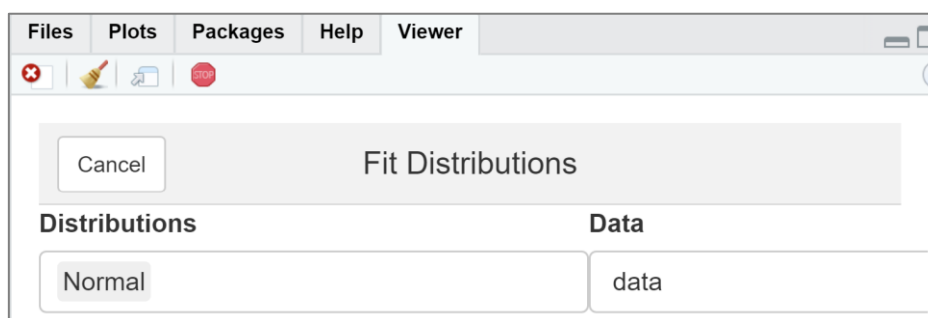 Files Plots Packages Help Viewer
STOP
Cancel Fit Distributions
Distributions Data
Normal data